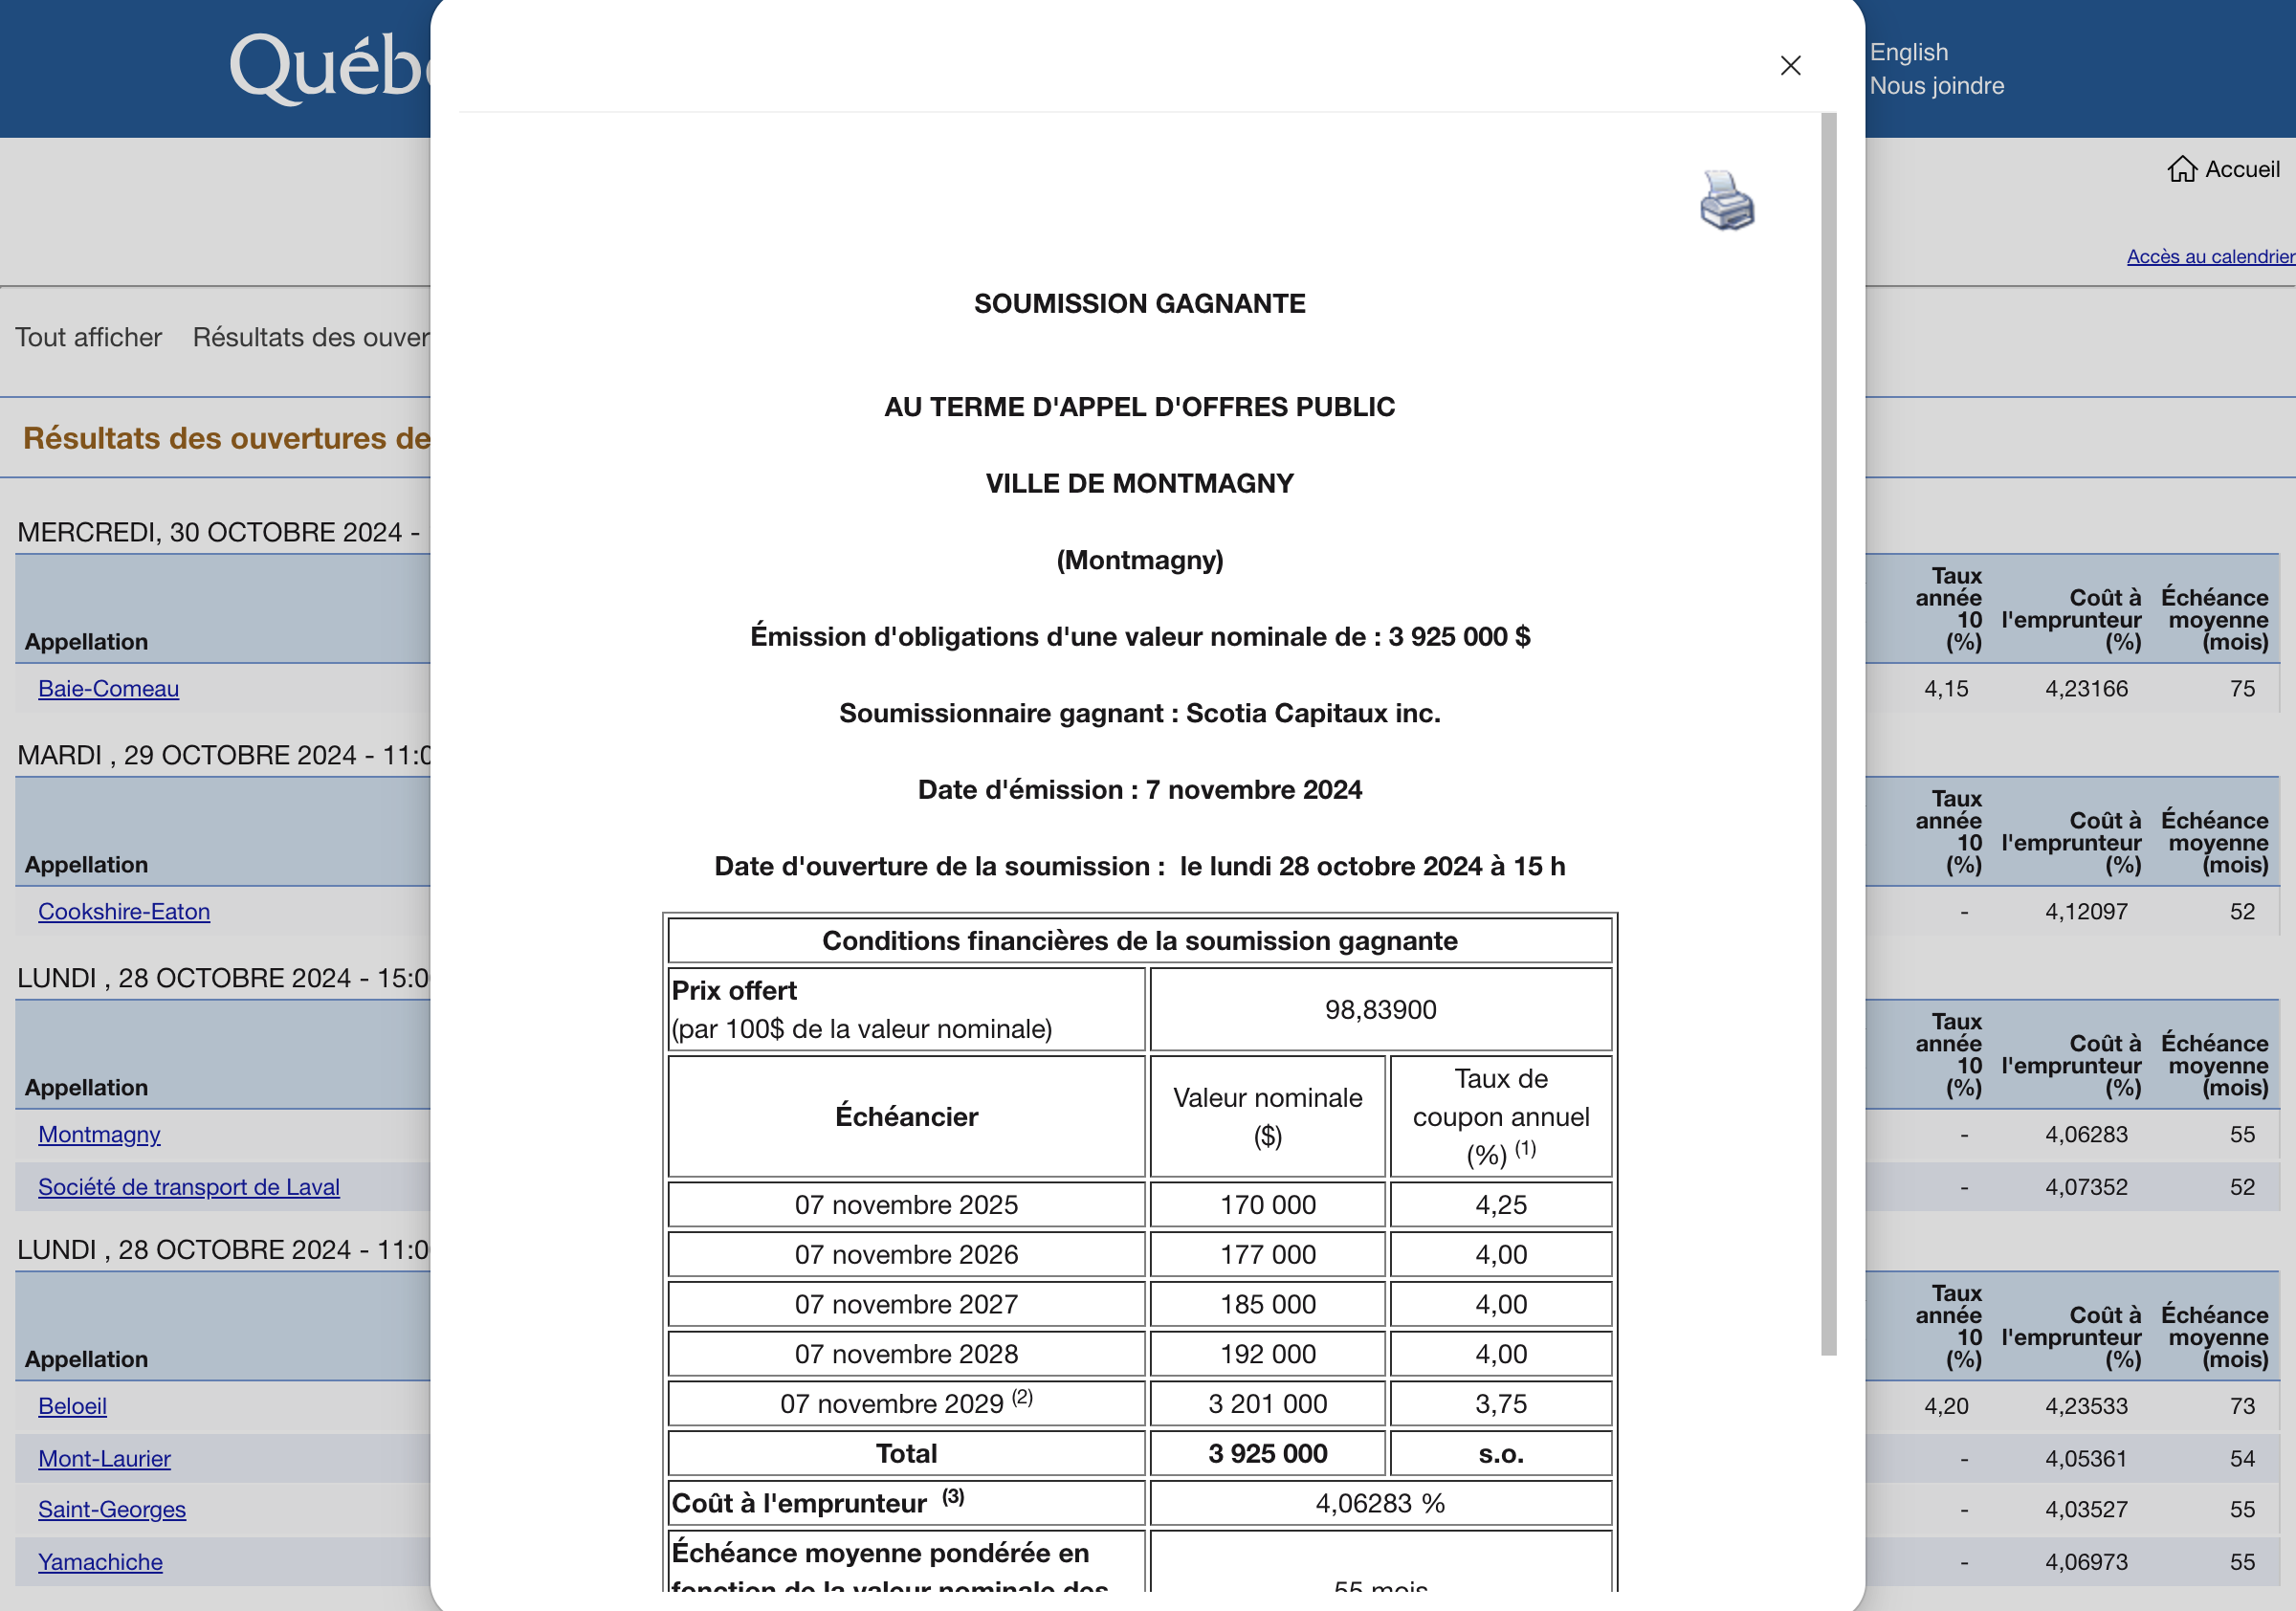 Québ
English
Nous joindre
Accueil
Accès au calendrier
Tout afficher Résultats des ouver
Résultats des ouvertures de
MERCREDI, 30 OCTOBRE 2024 -
Appellation
Taux année 10 (%)
Coût à l'emprunteur (%)
Échéance moyenne (mois)
Baie-Comeau 4,15 4,23166 75
MARDI , 29 OCTOBRE 2024 - 11:0
Appellation
Taux année 10 (%)
Coût à l'emprunteur (%)
Échéance moyenne (mois)
Cookshire-Eaton - 4,12097 52
LUNDI , 28 OCTOBRE 2024 - 15:0
Appellation
Taux année 10 (%)
Coût à l'emprunteur (%)
Échéance moyenne (mois)
Montmagny - 4,06283 55
Société de transport de Laval - 4,07352 52
LUNDI , 28 OCTOBRE 2024 - 11:0
Appellation
Taux année 10 (%)
Coût à l'emprunteur (%)
Échéance moyenne (mois)
Beloeil 4,20 4,23533 73
Mont-Laurier - 4,05361 54
Saint-Georges - 4,03527 55
Yamachiche - 4,06973 55
SOUMISSION GAGNANTE
AU TERME D'APPEL D'OFFRES PUBLIC
VILLE DE MONTMAGNY
(Montmagny)
Émission d'obligations d'une valeur nominale de : 3 925 000 $
Soumissionnaire gagnant : Scotia Capitaux inc.
Date d'émission : 7 novembre 2024
Date d'ouverture de la soumission : le lundi 28 octobre 2024 à 15 h
Conditions financières de la soumission gagnante
Prix offert
(par 100$ de la valeur nominale)
98,83900
Échéancier
Valeur nominale
($)
Taux de
coupon annuel
(%) (1)
07 novembre 2025 170 000 4,25
07 novembre 2026 177 000 4,00
07 novembre 2027 185 000 4,00
07 novembre 2028 192 000 4,00
07 novembre 2029 (2) 3 201 000 3,75
Total 3 925 000 s.o.
Coût à l'emprunteur (3) 4,06283 %
Échéance moyenne pondérée en
fonction de la valeur nominale des
55 mois